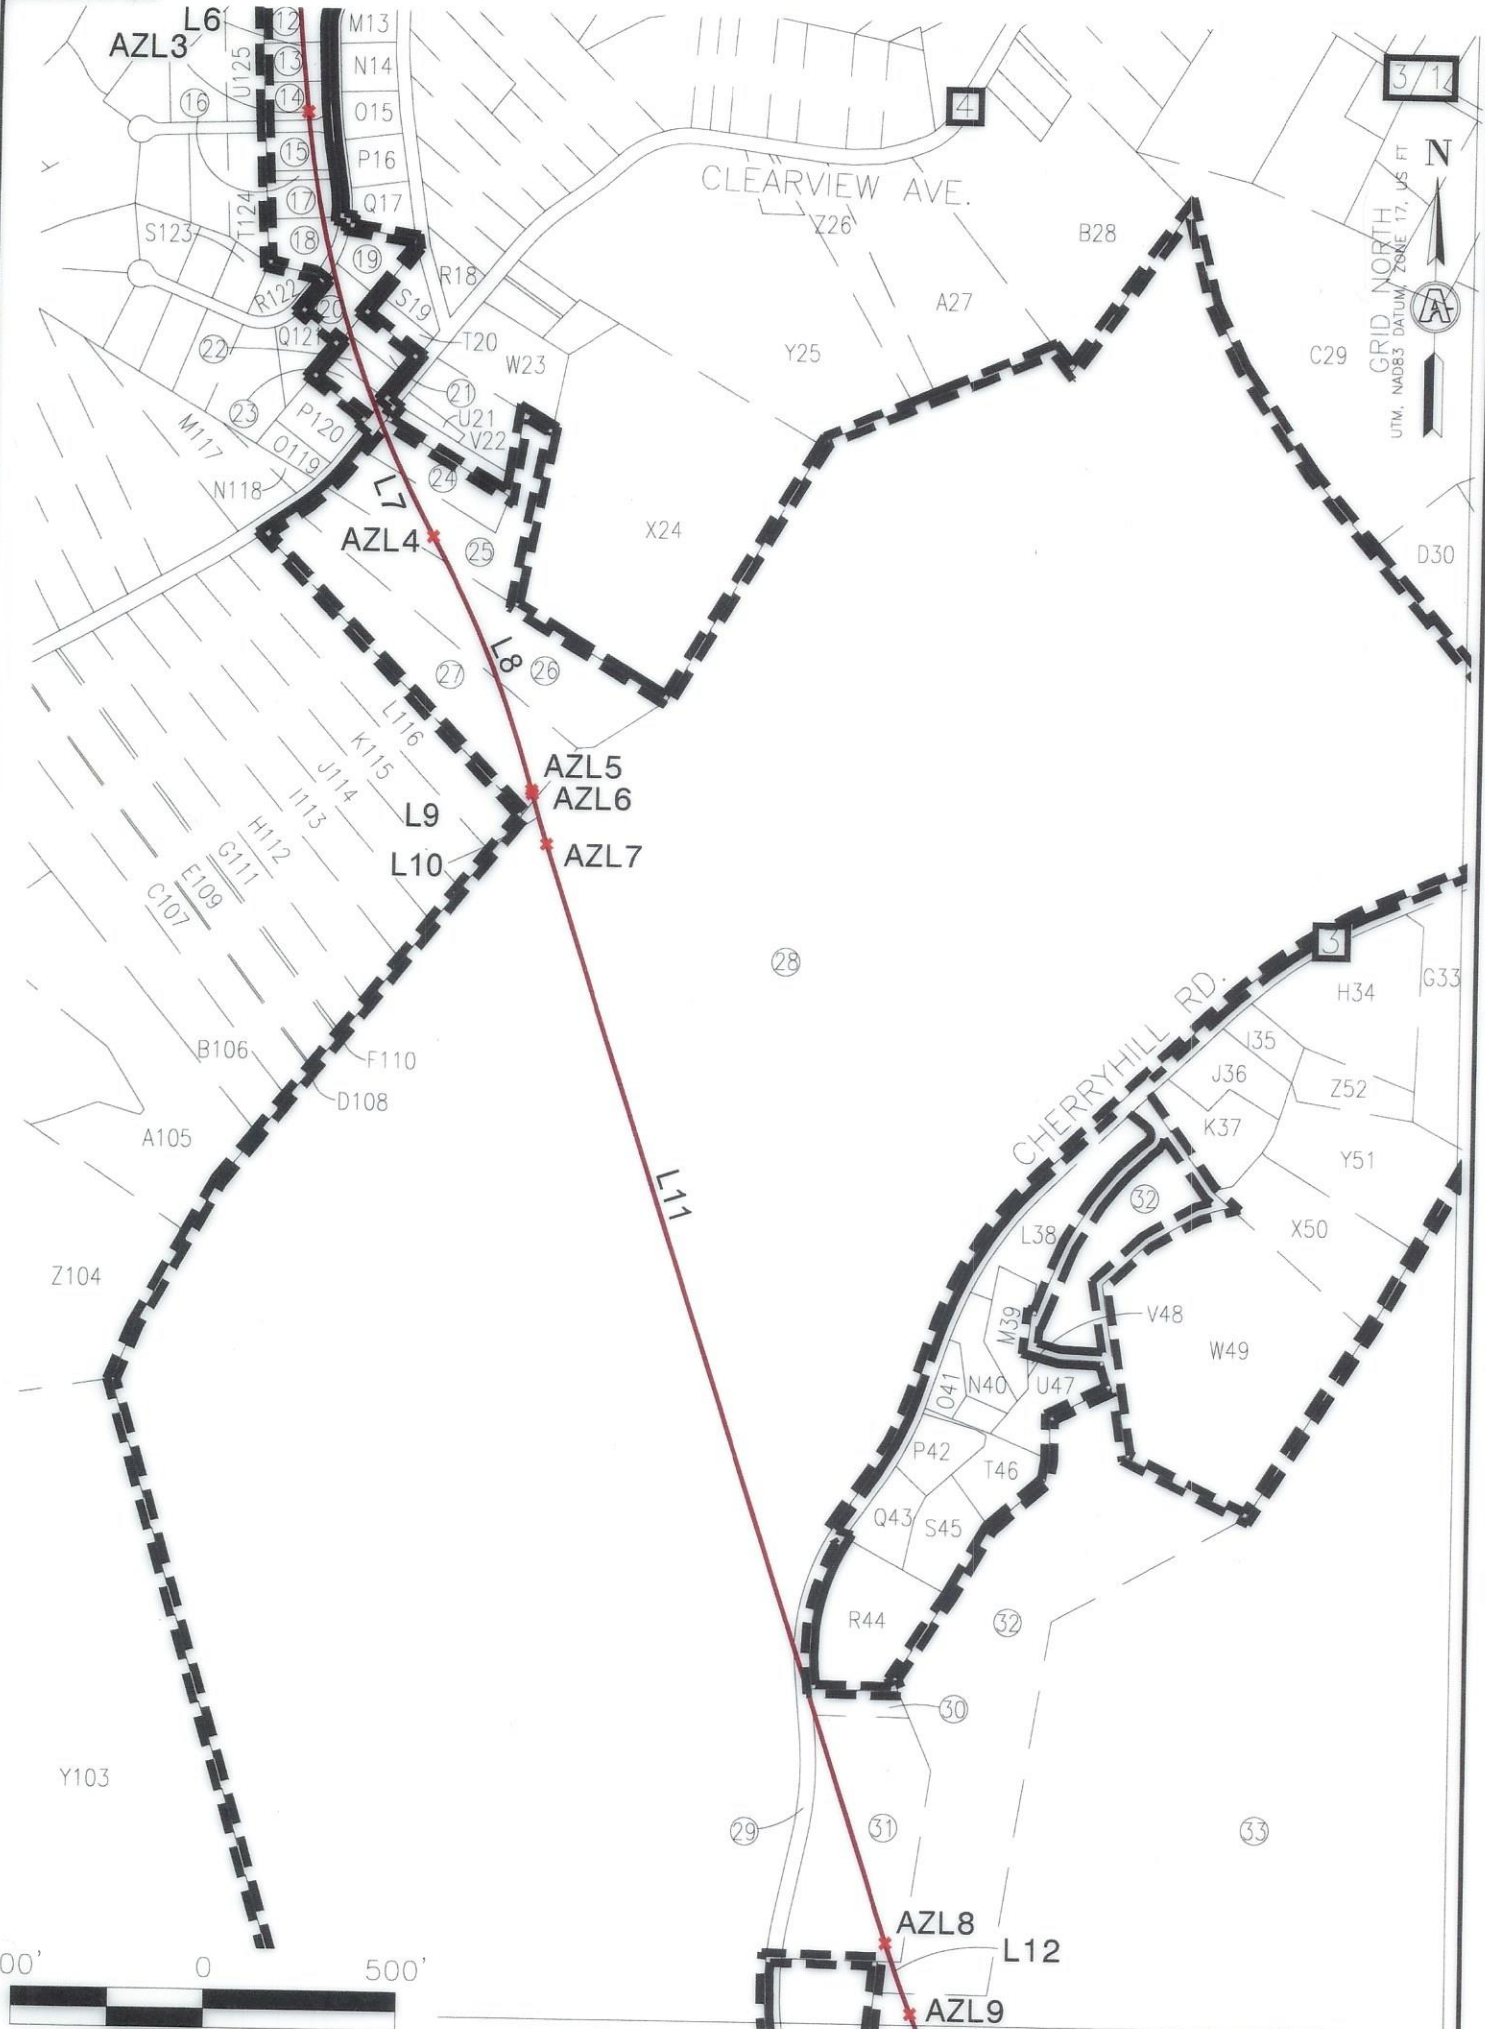 L6
AZL3
U125
12
13
14
15
16
17
18
19
20
M13
N14
O15
P16
Q17
T124
S123
R122
Q121
22
23
P120
O119
N118
M117
R18
S19
T20
21
U21
V22
W23
24
L7
AZL4
25
L8
26
27
4
CLEARVIEW AVE.
Z26
B28
A27
Y25
X24
C29
D30
3 1
N
GRID NORTH
UTM, NAD83 DATUM, ZONE 17, US FT
A
L116
K115
J114
I113
H112
G111
E109
C107
L9
L10
AZL5
AZL6
AZL7
B106
F110
D108
A105
Z104
Y103
28
L11
CHERRYHILL RD.
3
H34
G33
I35
J36
Z52
K37
Y51
32
L38
X50
M39
V48
W49
O41
N40
U47
P42
T46
Q43
S45
R44
32
30
29
31
33
AZL8
L12
AZL9
00' 0 500'